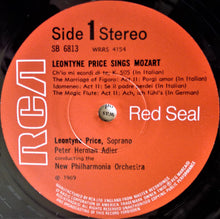 Side 1 Stereo
SB 6813 WRRS 4154
LEONTYNE PRICE SINGS MOZART
Ch'io mi scordi di te, K. 505 (In Italian)
The Marriage of Figaro: Act II: Porgi amor (In Italian)
Idomeneo: Act II: Se il padre perdei (In Italian)
The Magic Flute: Act II: Ach, ich fühl's (In German)
RCA
Red Seal
Leontyne Price, Soprano
Peter Herman Adler
conducting the
New Philharmonia Orchestra
℗ 1969